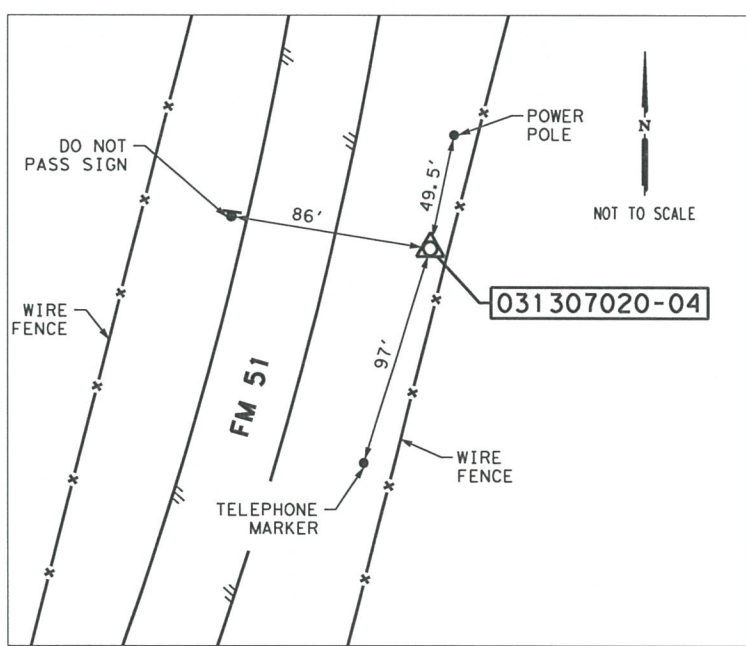 POWER
POLE
DO NOT
PASS SIGN
N
49.5'
86'
NOT TO SCALE
031307020-04
WIRE
FENCE
97'
FM 51
WIRE
FENCE
TELEPHONE
MARKER